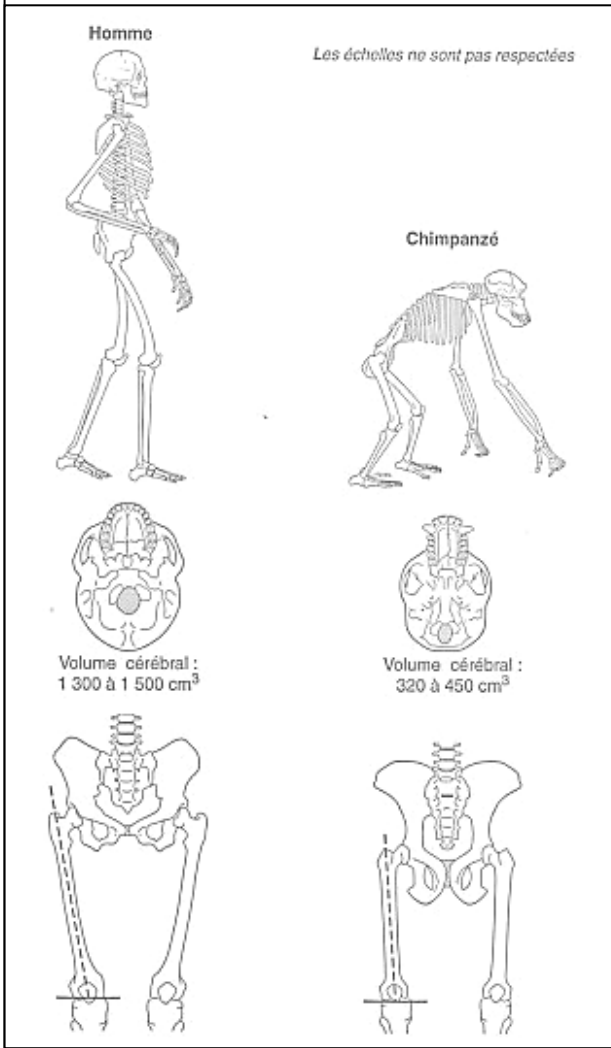 Homme
Les échelles ne sont pas respectées
Chimpanzé
Volume cérébral :
1 300 à 1 500 cm³
Volume cérébral :
320 à 450 cm³